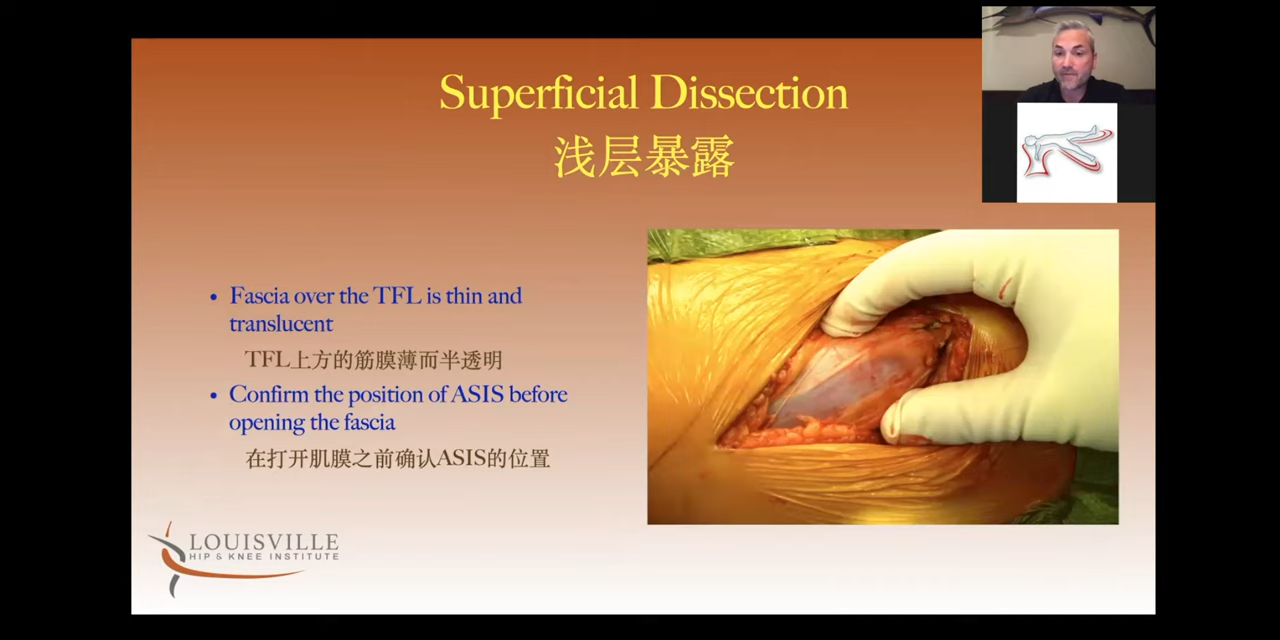 Superficial Dissection
浅层暴露
• Fascia over the TFL is thin and
translucent
TFL上方的筋膜薄而半透明
• Confirm the position of ASIS before
opening the fascia
在打开肌膜之前确认ASIS的位置
LOUISVILLE
HIP & KNEE INSTITUTE